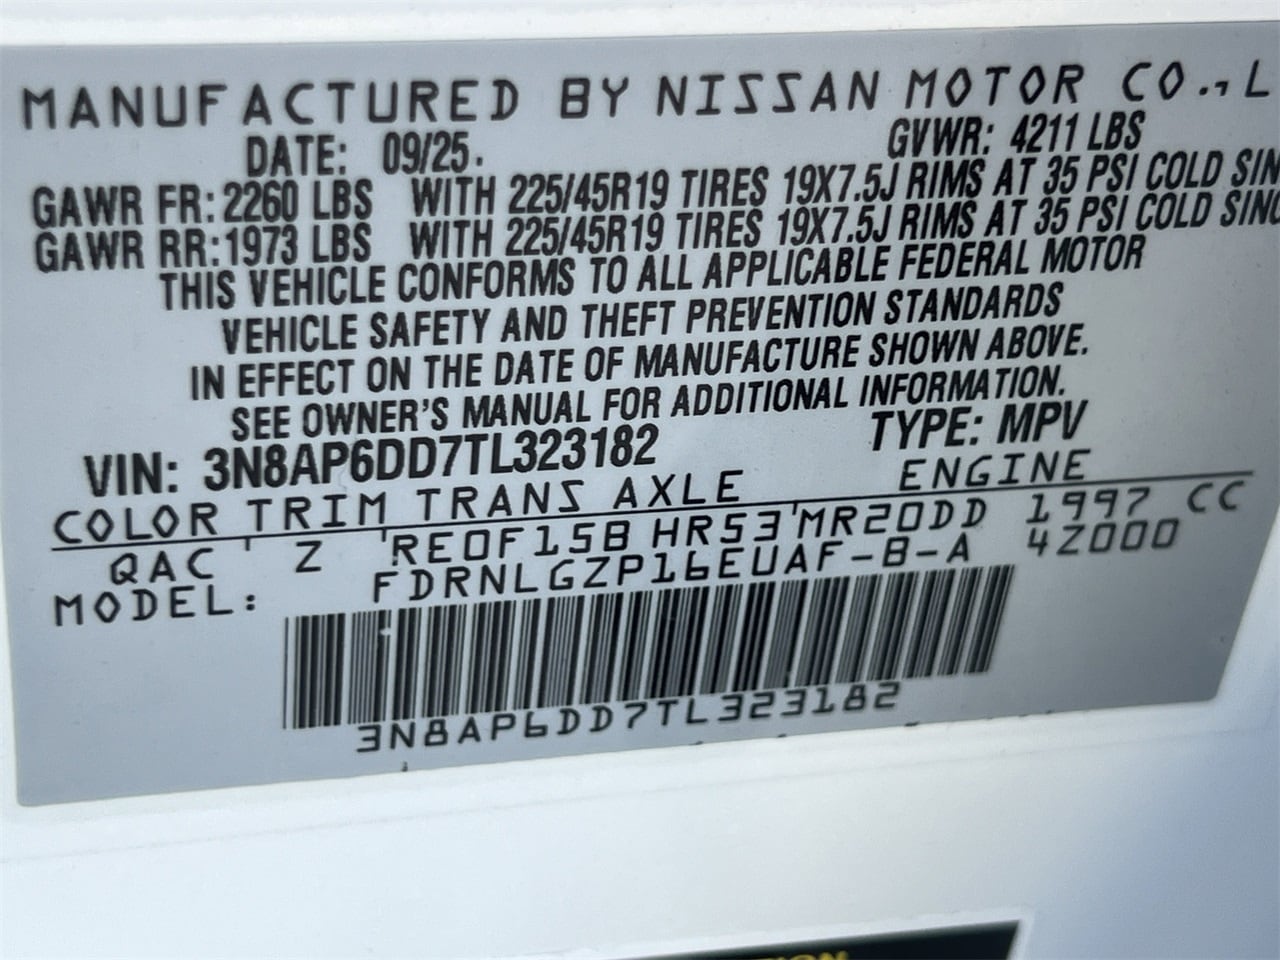 MANUFACTURED BY NISSAN MOTOR CO., L
DATE: 09/25. GVWR: 4211 LBS
GAWR FR: 2260 LBS WITH 225/45R19 TIRES 19X7.5J RIMS AT 35 PSI COLD SIN
GAWR RR: 1973 LBS WITH 225/45R19 TIRES 19X7.5J RIMS AT 35 PSI COLD SING
THIS VEHICLE CONFORMS TO ALL APPLICABLE FEDERAL MOTOR
VEHICLE SAFETY AND THEFT PREVENTION STANDARDS
IN EFFECT ON THE DATE OF MANUFACTURE SHOWN ABOVE.
SEE OWNER'S MANUAL FOR ADDITIONAL INFORMATION.
VIN: 3N8AP6DD7TL323182 TYPE: MPV
COLOR TRIM TRANS AXLE ENGINE
QAC Z RE0F15B HR53 MR20DD 1997 CC
MODEL: FDRNLGZP16EUAF-B-A 4Z000
3N8AP6DD7TL323182